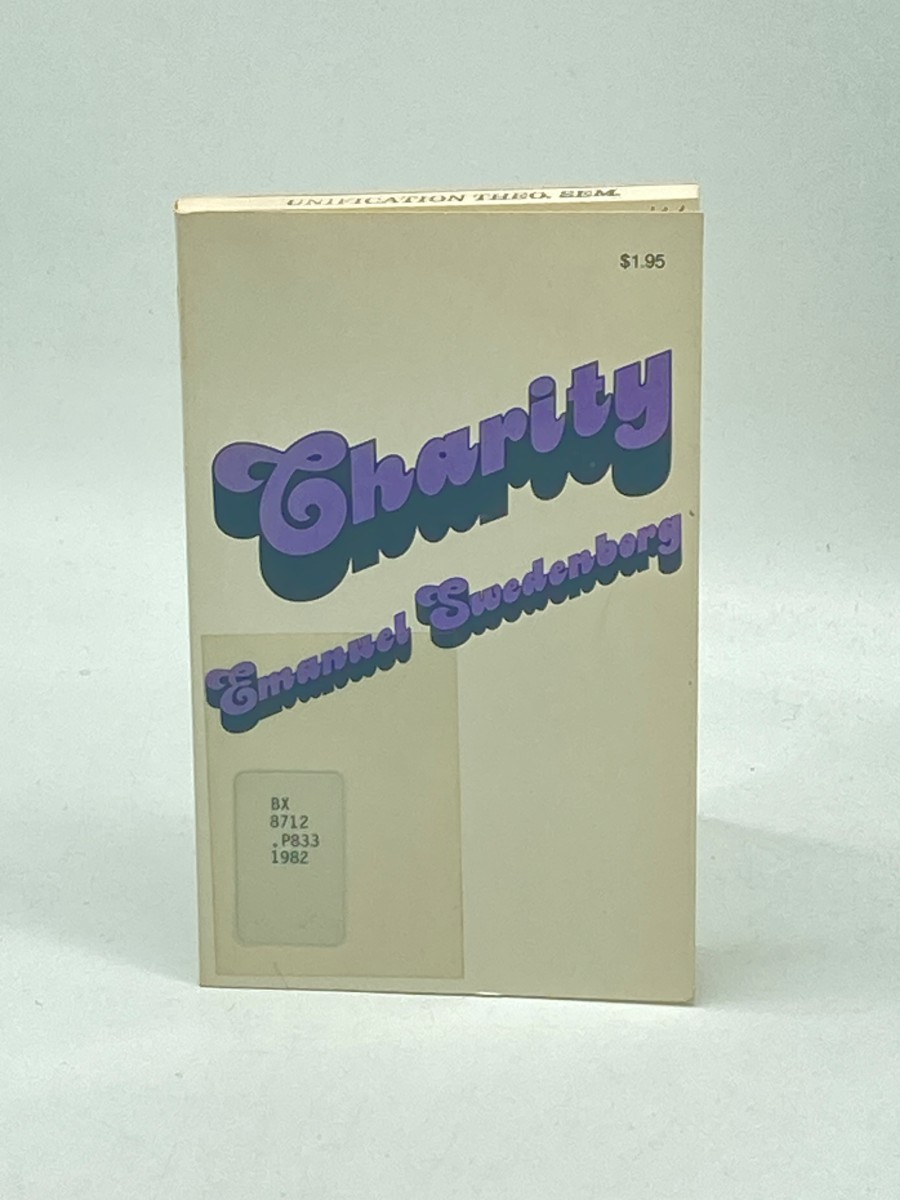 UNIFICATION THEO. SEM.
$1.95
Charity
Emanuel Swedenborg
BX
8712
.P833
1982